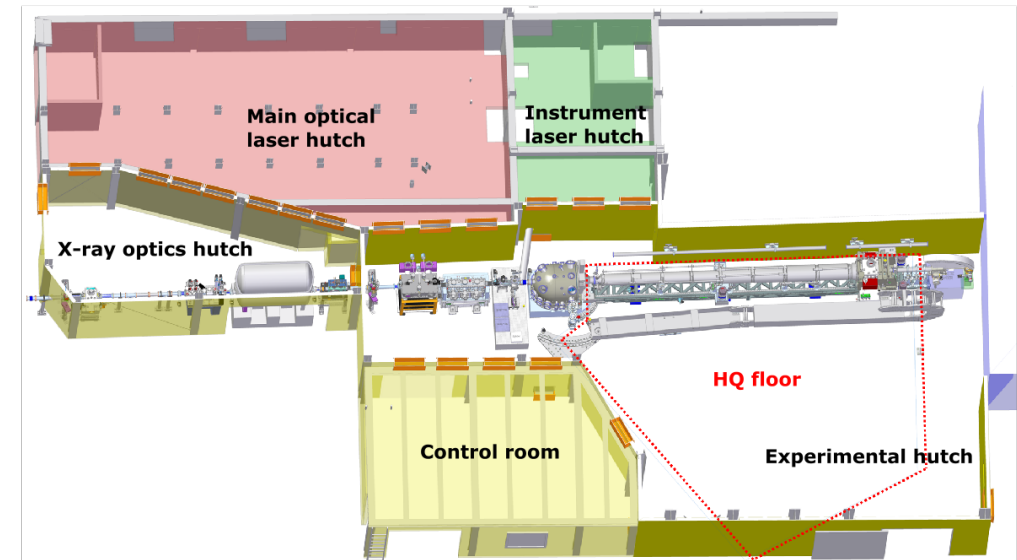 Main optical
laser hutch
Instrument
laser hutch
X-ray optics hutch
HQ floor
Control room
Experimental hutch